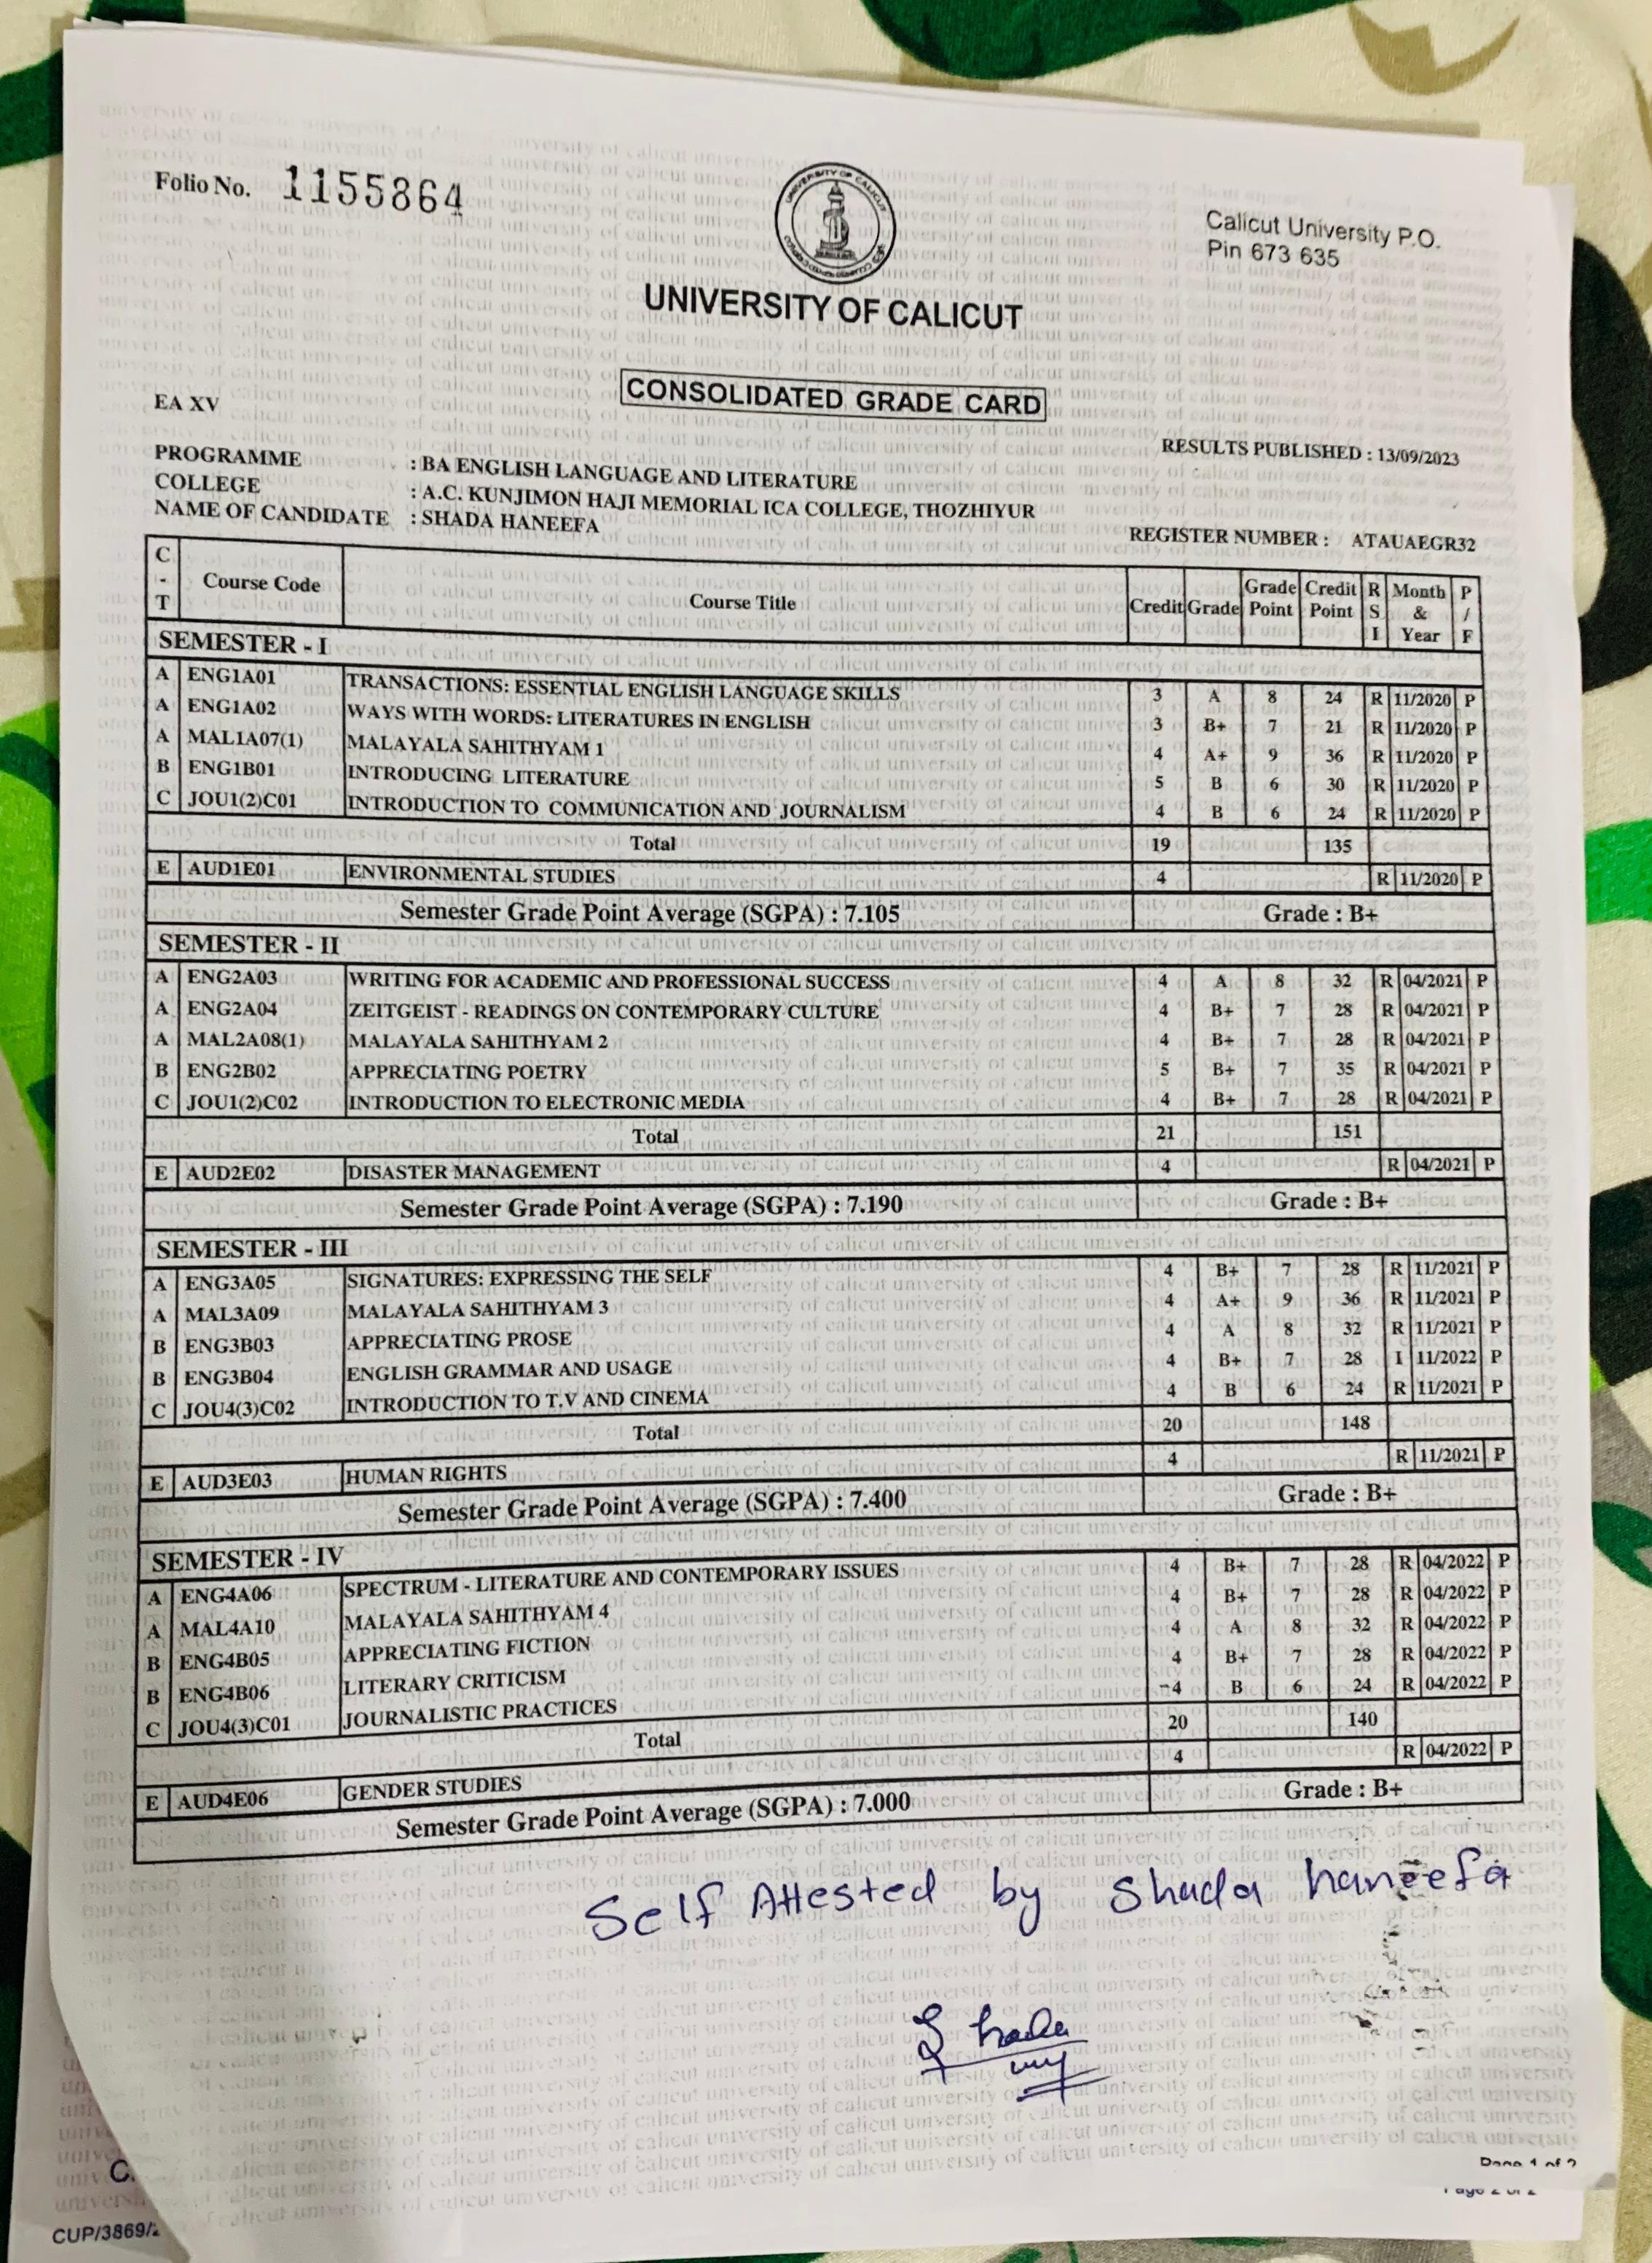 Folio No. 1155864
UNIVERSITY OF CALICUT
Calicut University P.O.
Pin 673 635
UNIVERSITY OF CALICUT
CONSOLIDATED GRADE CARD
EA XV
RESULTS PUBLISHED : 13/09/2023
PROGRAMME : BA ENGLISH LANGUAGE AND LITERATURE
COLLEGE : A.C. KUNJIMON HAJI MEMORIAL ICA COLLEGE, THOZHIYUR
NAME OF CANDIDATE : SHADA HANEEFA
REGISTER NUMBER : ATAUAEGR32
C-T Course Code Course Title Credit Grade Grade Point Credit Point RSI Month & Year P/F
SEMESTER - I
A ENG1A01 TRANSACTIONS: ESSENTIAL ENGLISH LANGUAGE SKILLS 3 A 8 24 R 11/2020 P
A ENG1A02 WAYS WITH WORDS: LITERATURES IN ENGLISH 3 B+ 7 21 R 11/2020 P
A MAL1A07(1) MALAYALA SAHITHYAM 1 4 A+ 9 36 R 11/2020 P
B ENG1B01 INTRODUCING LITERATURE 5 B 6 30 R 11/2020 P
C JOU1(2)C01 INTRODUCTION TO COMMUNICATION AND JOURNALISM 4 B 6 24 R 11/2020 P
Total 19 135
E AUD1E01 ENVIRONMENTAL STUDIES 4 R 11/2020 P
Semester Grade Point Average (SGPA) : 7.105 Grade : B+
SEMESTER - II
A ENG2A03 WRITING FOR ACADEMIC AND PROFESSIONAL SUCCESS 4 A 8 32 R 04/2021 P
A ENG2A04 ZEITGEIST - READINGS ON CONTEMPORARY CULTURE 4 B+ 7 28 R 04/2021 P
A MAL2A08(1) MALAYALA SAHITHYAM 2 4 B+ 7 28 R 04/2021 P
B ENG2B02 APPRECIATING POETRY 5 B+ 7 35 R 04/2021 P
C JOU1(2)C02 INTRODUCTION TO ELECTRONIC MEDIA 4 B+ 7 28 R 04/2021 P
Total 21 151
E AUD2E02 DISASTER MANAGEMENT 4 R 04/2021 P
Semester Grade Point Average (SGPA) : 7.190 Grade : B+
SEMESTER - III
A ENG3A05 SIGNATURES: EXPRESSING THE SELF 4 B+ 7 28 R 11/2021 P
A MAL3A09 MALAYALA SAHITHYAM 3 4 A+ 9 36 R 11/2021 P
B ENG3B03 APPRECIATING PROSE 4 A 8 32 R 11/2021 P
B ENG3B04 ENGLISH GRAMMAR AND USAGE 4 B+ 7 28 I 11/2022 P
C JOU4(3)C02 INTRODUCTION TO T.V AND CINEMA 4 B 6 24 R 11/2021 P
Total 20 148
E AUD3E03 HUMAN RIGHTS 4 R 11/2021 P
Semester Grade Point Average (SGPA) : 7.400 Grade : B+
SEMESTER - IV
A ENG4A06 SPECTRUM - LITERATURE AND CONTEMPORARY ISSUES 4 B+ 7 28 R 04/2022 P
A MAL4A10 MALAYALA SAHITHYAM 4 4 B+ 7 28 R 04/2022 P
B ENG4B05 APPRECIATING FICTION 4 A 8 32 R 04/2022 P
B ENG4B06 LITERARY CRITICISM 4 B+ 7 28 R 04/2022 P
C JOU4(3)C01 JOURNALISTIC PRACTICES 4 B 6 24 R 04/2022 P
Total 20 140
E AUD4E06 GENDER STUDIES 4 R 04/2022 P
Semester Grade Point Average (SGPA) : 7.000 Grade : B+
Self Attested by Shada haneefa
Shada
Page 1 of 2
Page 2 of 2
CUP/3869/